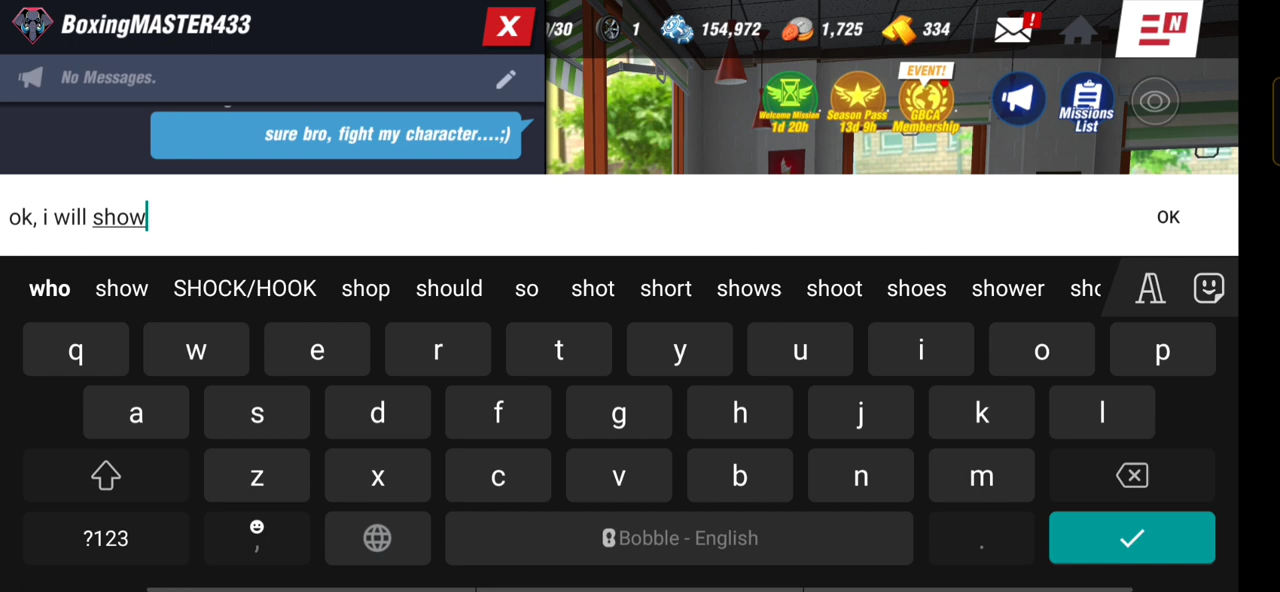 BoxingMASTER433
X
/30
1
154,972
1,725
334
N
No Messages.
EVENT!
Welcome Mission
1d 20h
Season Pass
13d 9h
GBCA
Membership
Missions
List
sure bro, fight my character....;)
ok, i will show
OK
who show SHOCK/HOOK shop should so shot short shows shoot shoes shower
q w e r t y u i o p
a s d f g h j k l
z x c v b n m
?123
,
Bobble - English
.